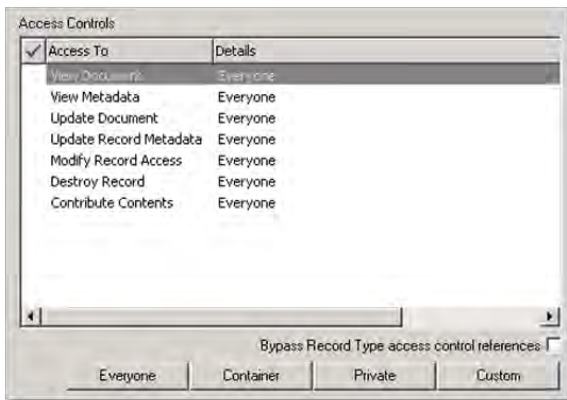 Access Controls
Access To Details
View Document Everyone
View Metadata Everyone
Update Document Everyone
Update Record Metadata Everyone
Modify Record Access Everyone
Destroy Record Everyone
Contribute Contents Everyone
Bypass Record Type access control references
Everyone Container Private Custom